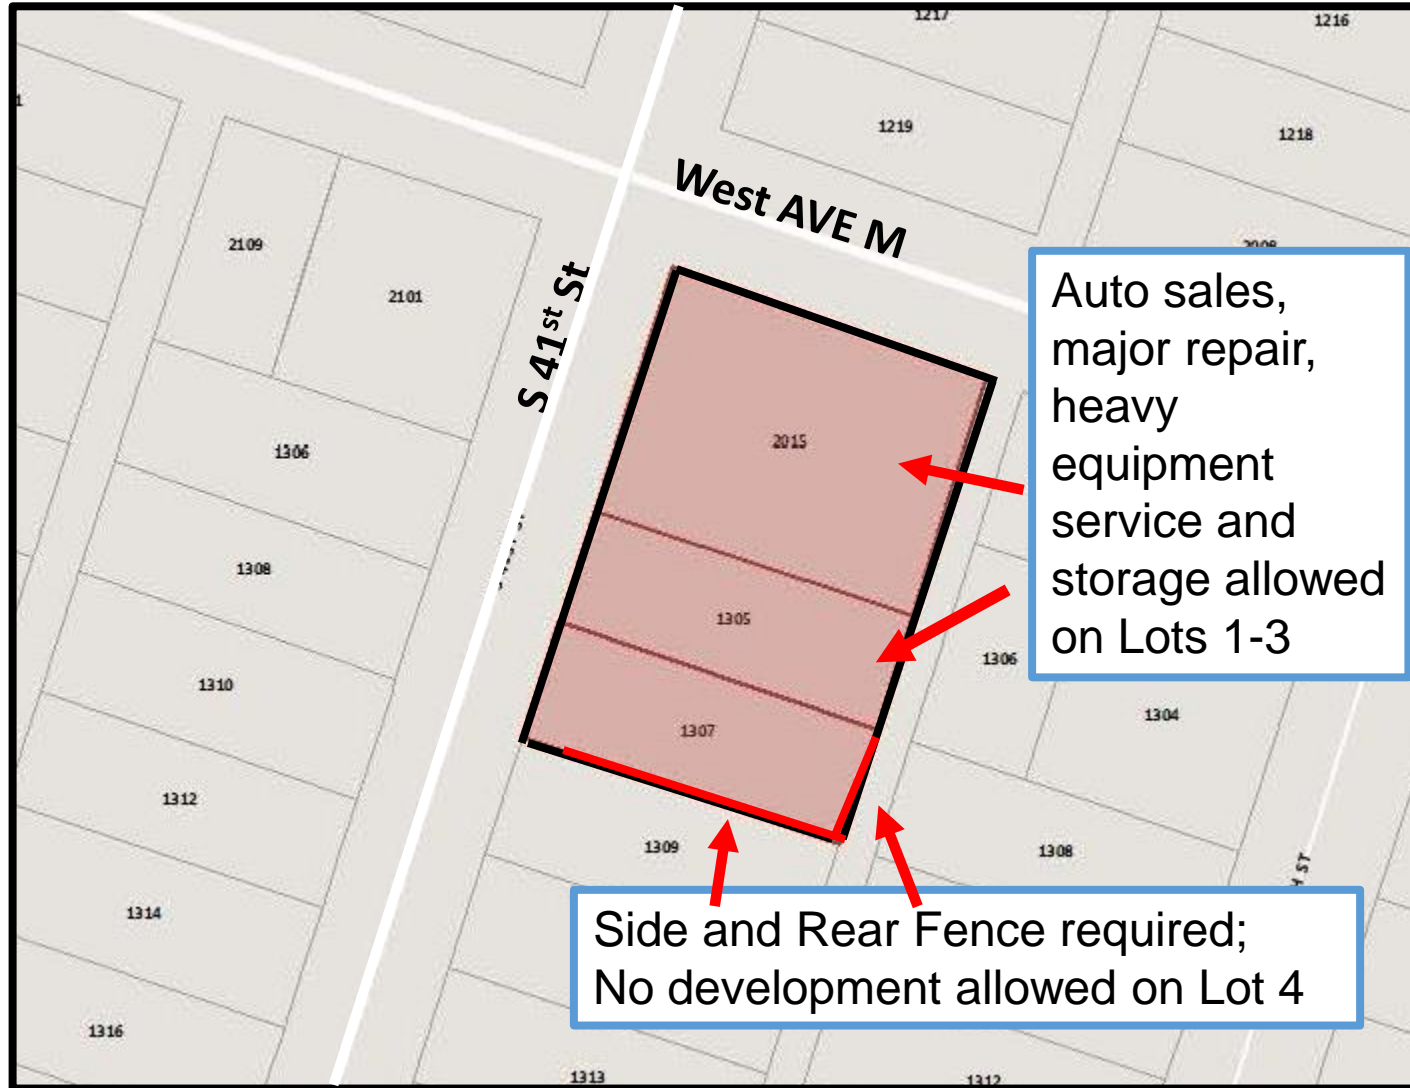 1217
1216
1219
1218
West AVE M
2109
2101
S 41st St
Auto sales,
major repair,
heavy
equipment
service and
storage allowed
on Lots 1-3
2015
1306
1308
1305
1306
1310
1304
1307
1312
1309
1308
1314
Side and Rear Fence required;
No development allowed on Lot 4
1316
1313
1312